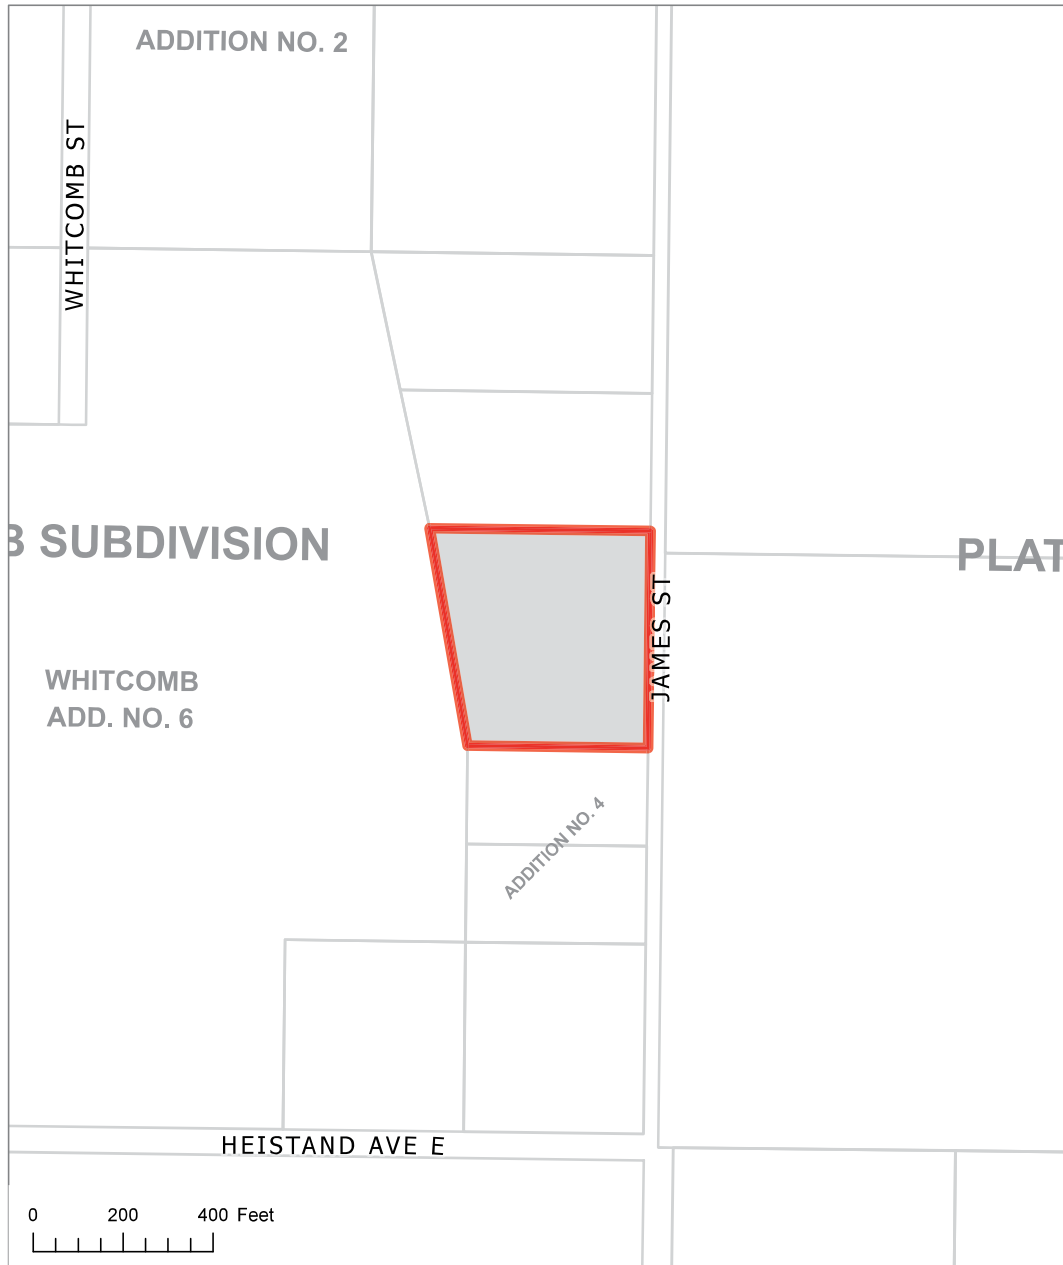 ADDITION NO. 2
WHITCOMB ST
B SUBDIVISION
PLAT
JAMES ST
WHITCOMB
ADD. NO. 6
ADDITION NO. 4
HEISTAND AVE E
0 200 400 Feet